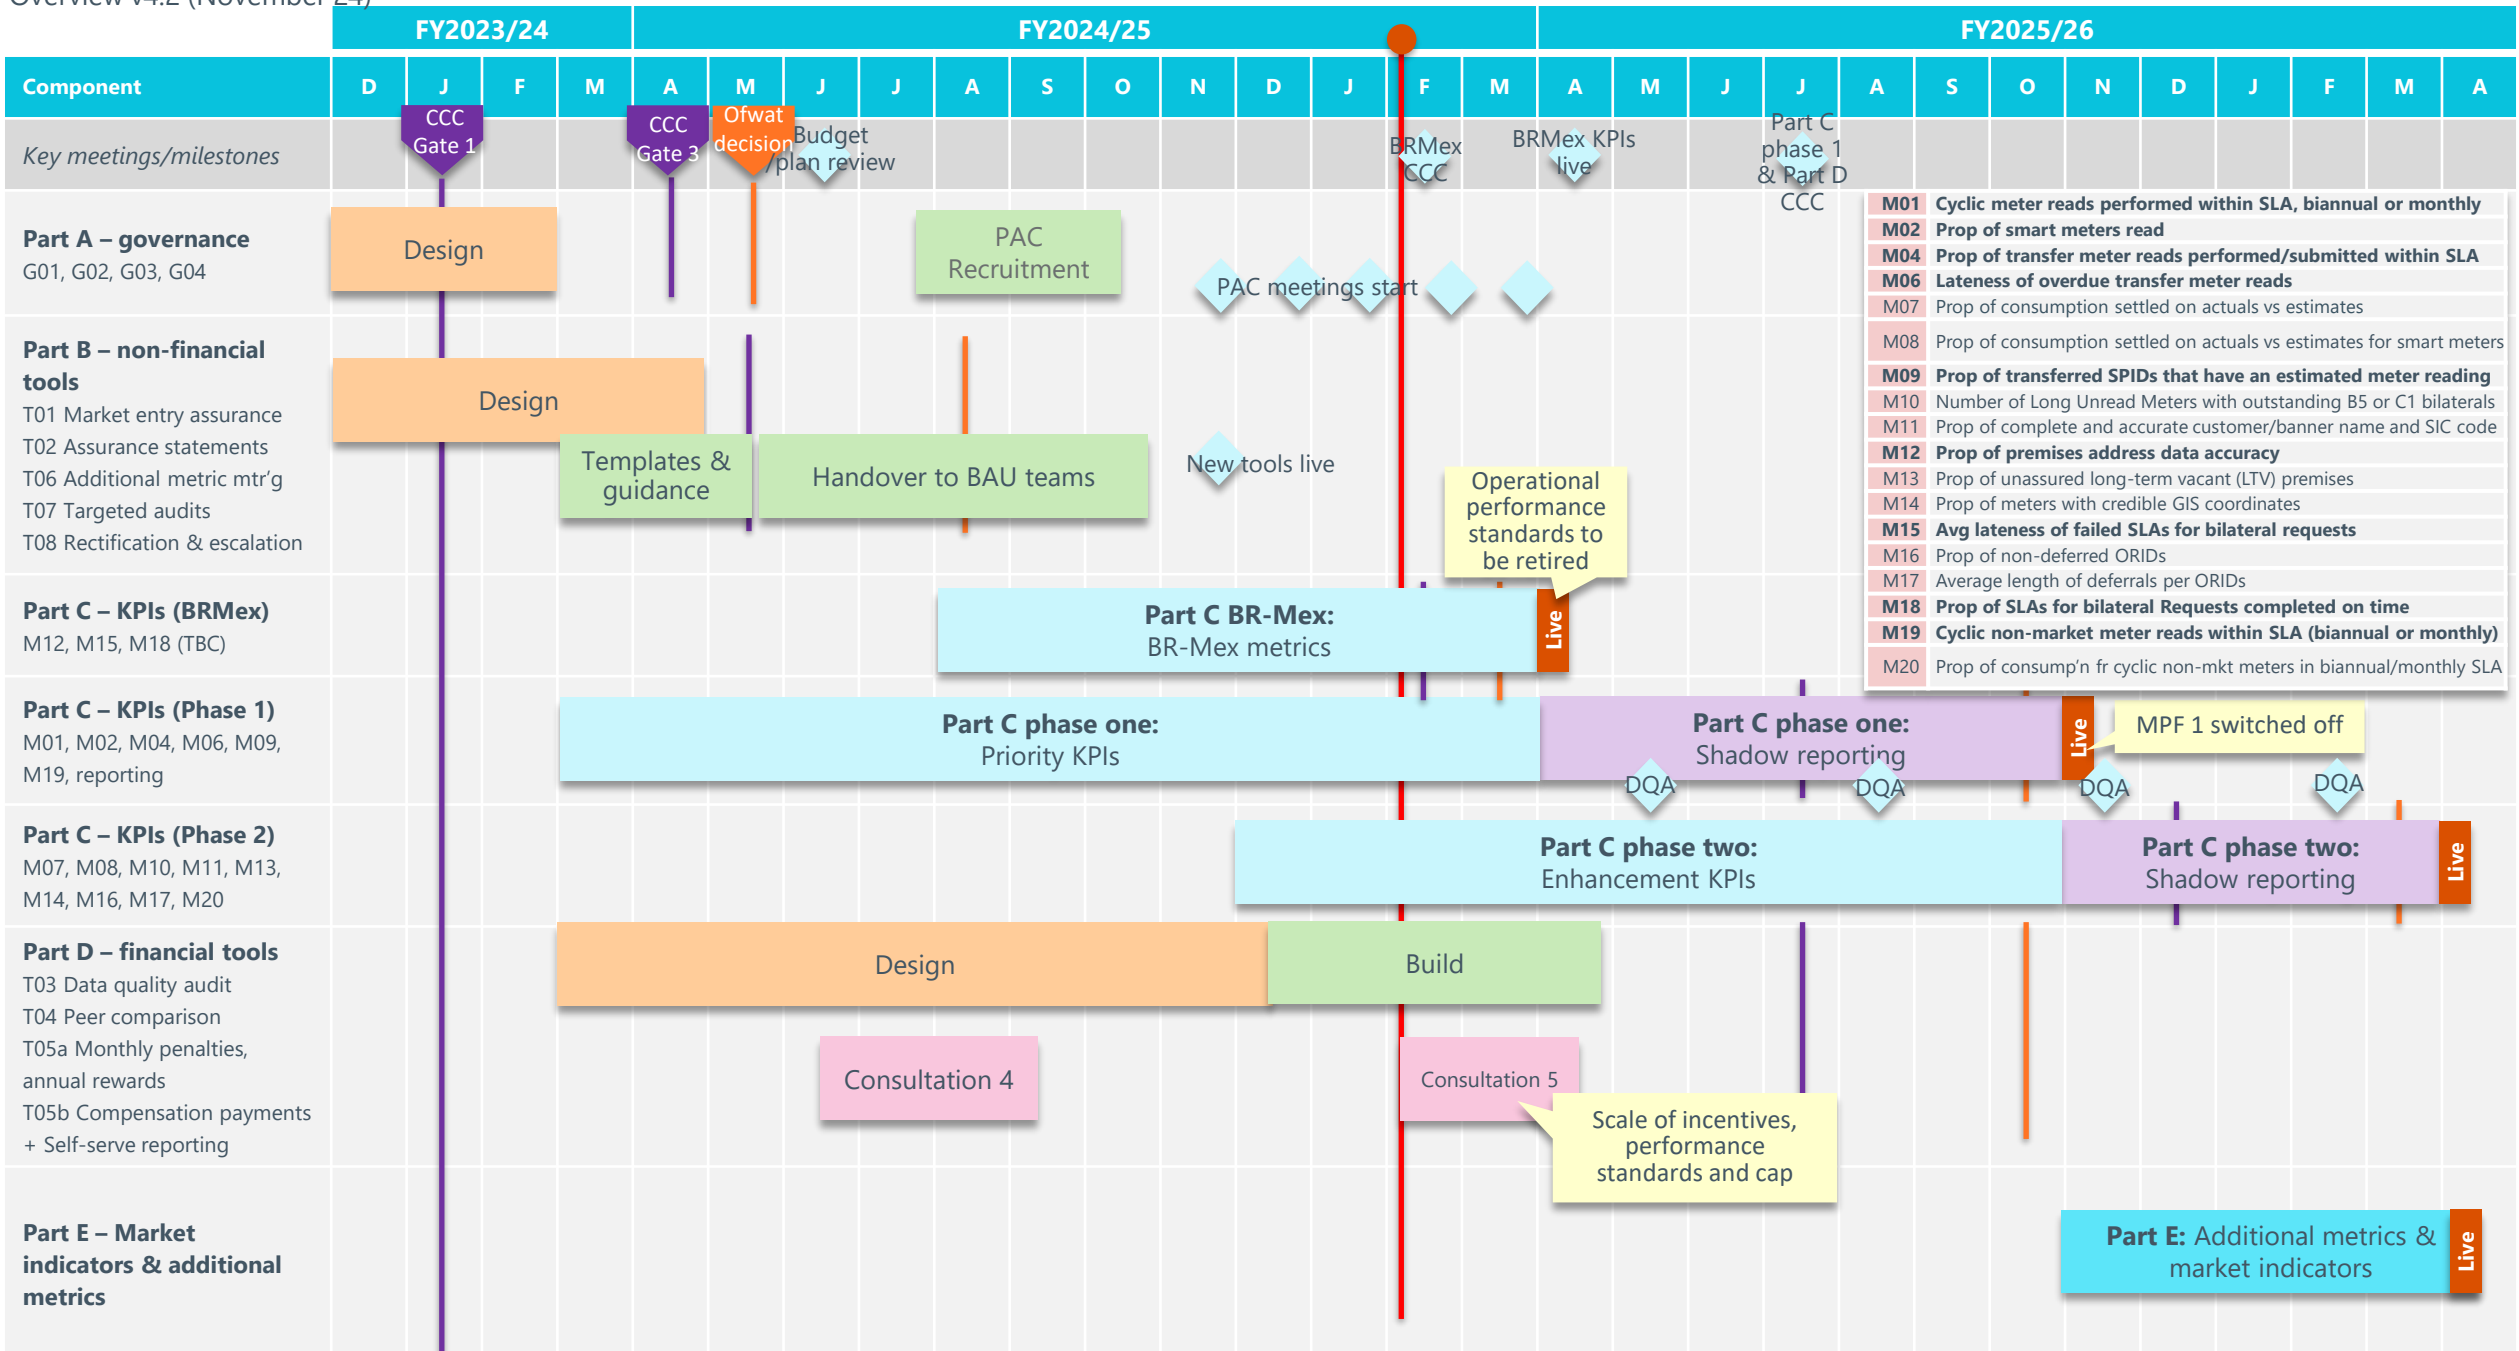 Overview v4.2 (November 24)
FY2023/24
FY2024/25
FY2025/26
Component
D
J
F
M
A
M
J
J
A
S
O
N
D
J
F
M
A
M
J
J
A
S
O
N
D
J
F
M
A
Key meetings/milestones
CCC
Gate 1
CCC
Gate 3
Ofwat
decision
Budget
/plan review
BRMex
CCC
BRMex KPIs
live
Part C
phase 1
& Part D
CCC
Part A – governance
G01, G02, G03, G04
Design
PAC
Recruitment
PAC meetings start
M01 Cyclic meter reads performed within SLA, biannual or monthly
M02 Prop of smart meters read
M04 Prop of transfer meter reads performed/submitted within SLA
M06 Lateness of overdue transfer meter reads
M07 Prop of consumption settled on actuals vs estimates
M08 Prop of consumption settled on actuals vs estimates for smart meters
M09 Prop of transferred SPIDs that have an estimated meter reading
M10 Number of Long Unread Meters with outstanding B5 or C1 bilaterals
M11 Prop of complete and accurate customer/banner name and SIC code
M12 Prop of premises address data accuracy
M13 Prop of unassured long-term vacant (LTV) premises
M14 Prop of meters with credible GIS coordinates
M15 Avg lateness of failed SLAs for bilateral requests
M16 Prop of non-deferred ORIDs
M17 Average length of deferrals per ORIDs
M18 Prop of SLAs for bilateral Requests completed on time
M19 Cyclic non-market meter reads within SLA (biannual or monthly)
M20 Prop of consump'n fr cyclic non-mkt meters in biannual/monthly SLA
Part B – non-financial
tools
T01 Market entry assurance
T02 Assurance statements
T06 Additional metric mtr'g
T07 Targeted audits
T08 Rectification & escalation
Design
Templates &
guidance
Handover to BAU teams
New tools live
Operational
performance
standards to
be retired
Part C – KPIs (BRMex)
M12, M15, M18 (TBC)
Part C BR-Mex:
BR-Mex metrics
Live
Part C – KPIs (Phase 1)
M01, M02, M04, M06, M09,
M19, reporting
Part C phase one:
Priority KPIs
Part C phase one:
Shadow reporting
Live
MPF 1 switched off
DQA
DQA
DQA
DQA
Part C – KPIs (Phase 2)
M07, M08, M10, M11, M13,
M14, M16, M17, M20
Part C phase two:
Enhancement KPIs
Part C phase two:
Shadow reporting
Live
Part D – financial tools
T03 Data quality audit
T04 Peer comparison
T05a Monthly penalties,
annual rewards
T05b Compensation payments
+ Self-serve reporting
Design
Build
Consultation 4
Consultation 5
Scale of incentives,
performance
standards and cap
Part E – Market
indicators & additional
metrics
Part E: Additional metrics &
market indicators
Live